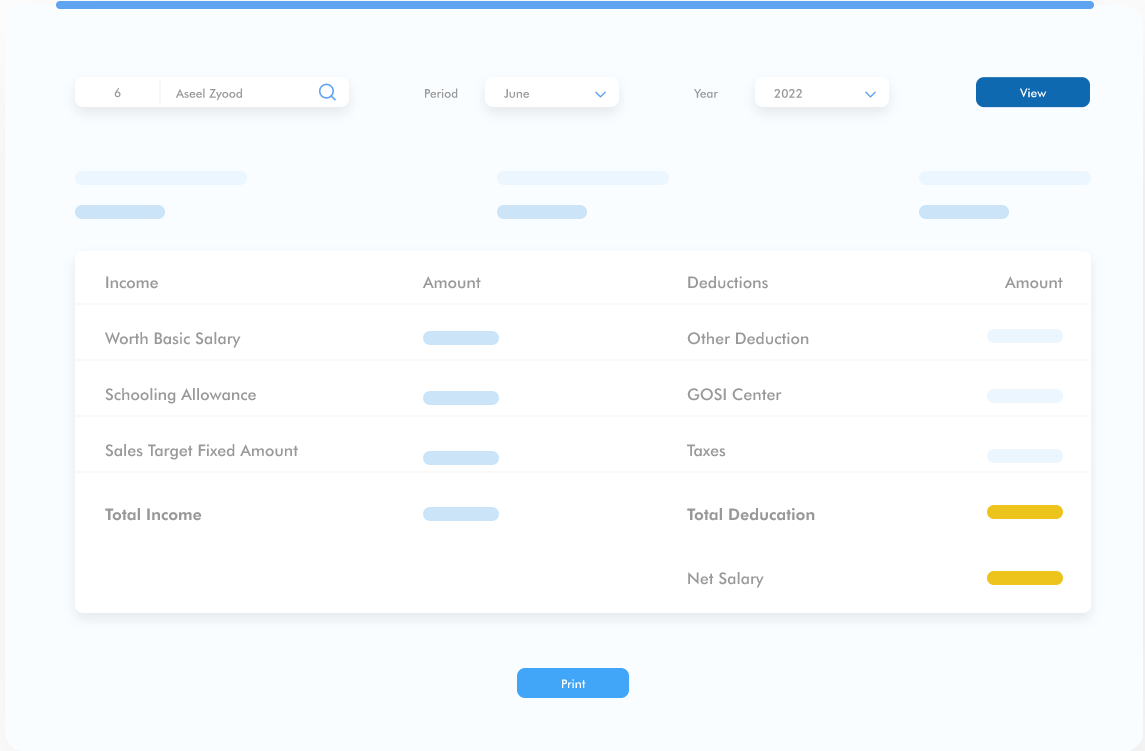 6 Aseel Zyood Period June Year 2022 View
Income Amount Deductions Amount
Worth Basic Salary Other Deduction
Schooling Allowance GOSI Center
Sales Target Fixed Amount Taxes
Total Income Total Deducation
Net Salary
Print